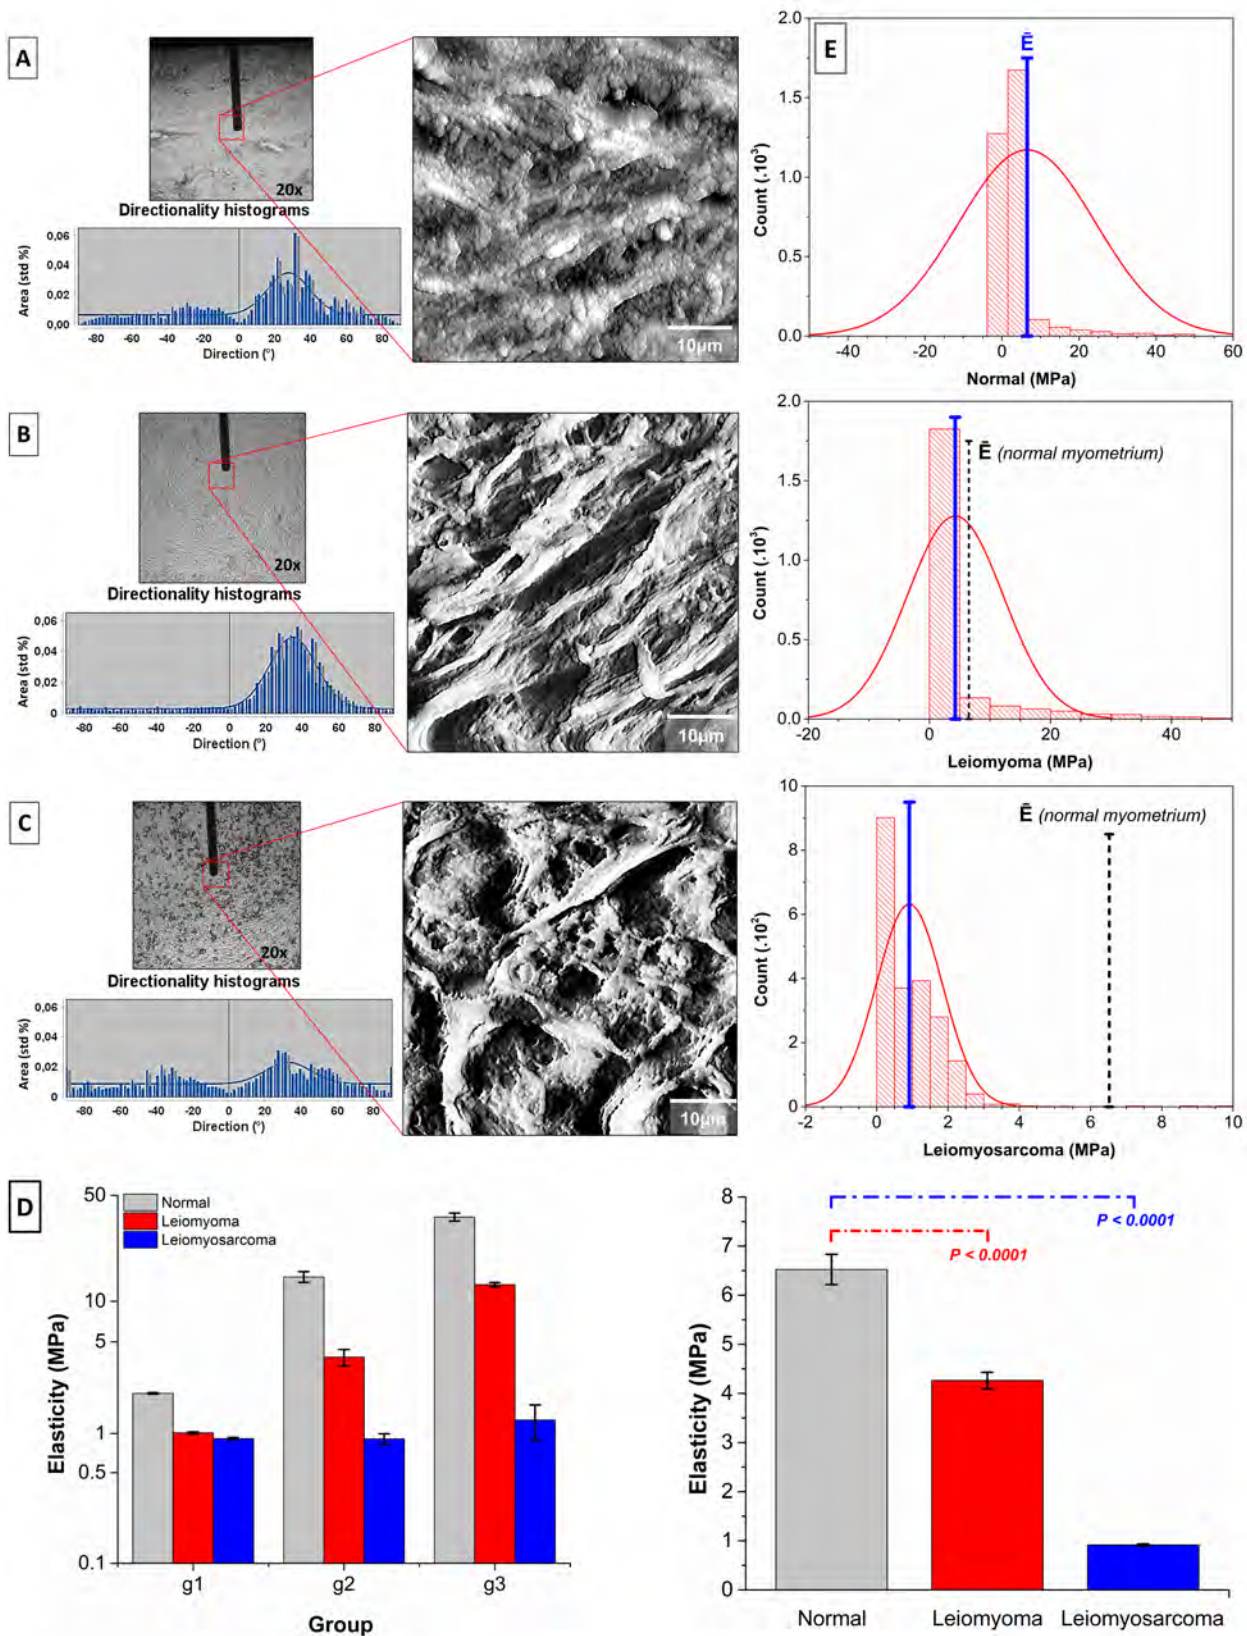 A
20x
Directionality histograms
Area (std %)
0,06
0,04
0,02
0,00
-80 -60 -40 -20 0 20 40 60 80
Direction (°)
10µm
E
Ē
Count (.10³)
2.0
1.5
1.0
0.5
0.0
-40 -20 0 20 40 60
Normal (MPa)
B
20x
Directionality histograms
Area (std %)
0,06
0,04
0,02
0
-80 -60 -40 -20 0 20 40 60 80
Direction (°)
10µm
Ē (normal myometrium)
Count (.10³)
2.0
1.5
1.0
0.5
0.0
-20 0 20 40
Leiomyoma (MPa)
C
20x
Directionality histograms
Area (std %)
0,06
0,04
0,02
0
-80 -60 -40 -20 0 20 40 60 80
Direction (°)
10µm
Ē (normal myometrium)
Count (.10²)
10
8
6
4
2
0
-2 0 2 4 6 8 10
Leiomyosarcoma (MPa)
D
Normal
Leiomyoma
Leiomyosarcoma
Elasticity (MPa)
50
10
5
1
0.5
0.1
g1 g2 g3
Group
P < 0.0001
P < 0.0001
Elasticity (MPa)
8
7
6
5
4
3
2
1
0
Normal Leiomyoma Leiomyosarcoma